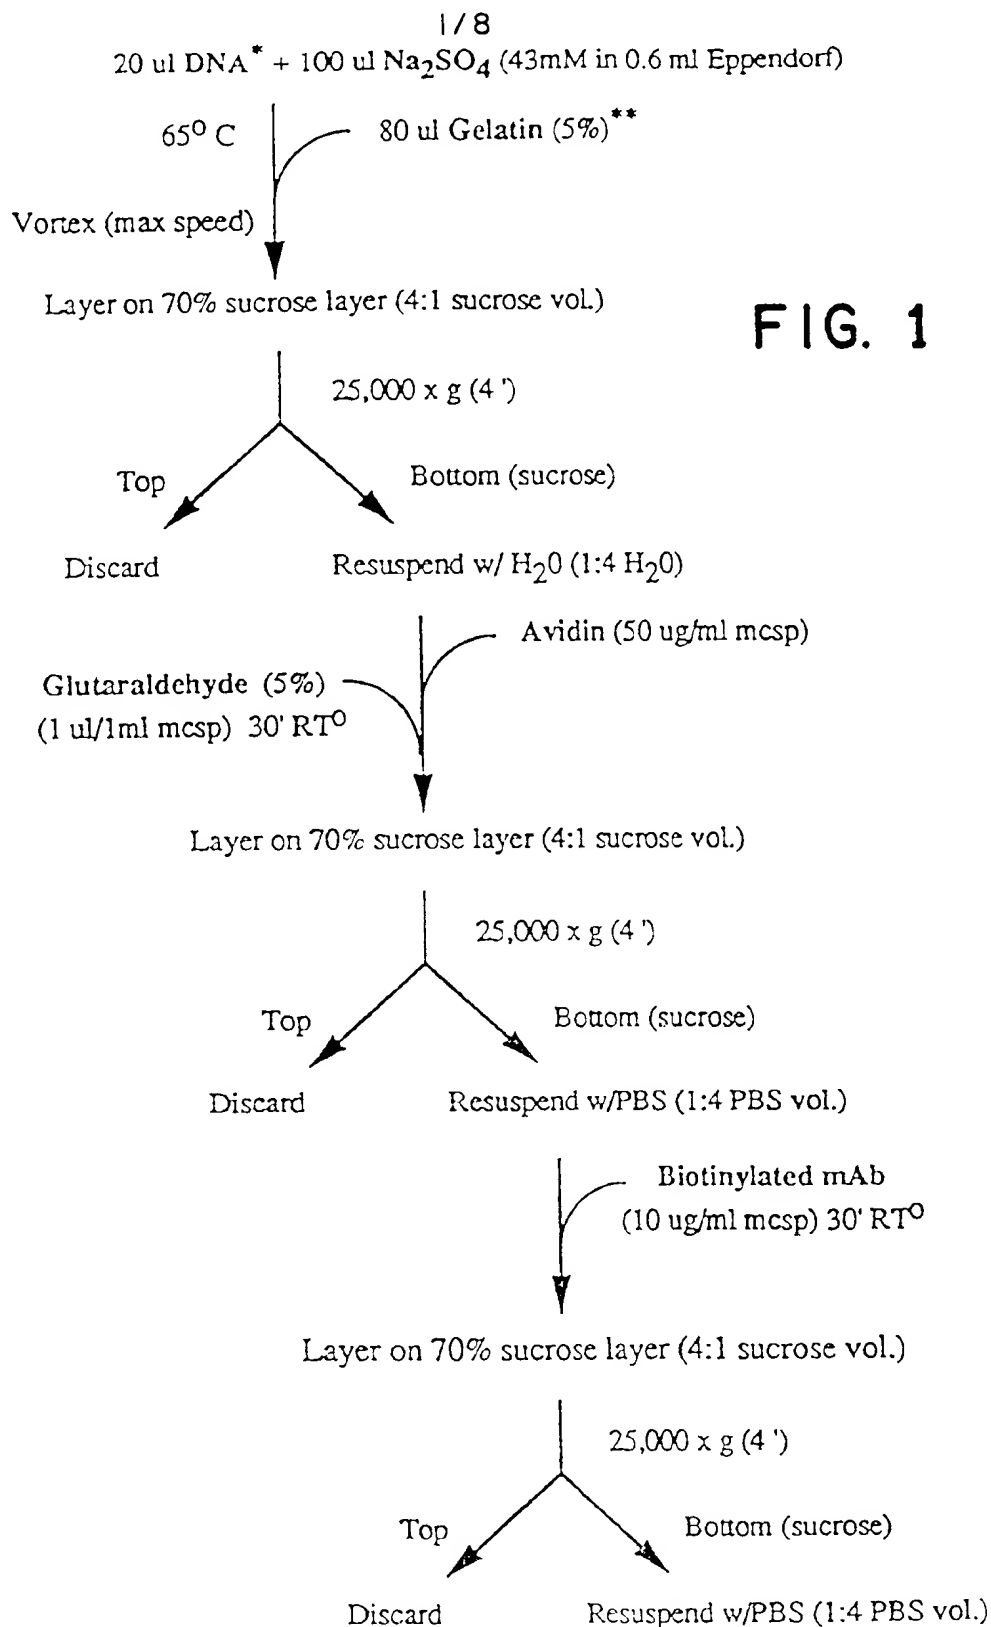 1/8
20 ul DNA* + 100 ul Na₂SO₄ (43mM in 0.6 ml Eppendorf)
65º C
80 ul Gelatin (5%)**
Vortex (max speed)
Layer on 70% sucrose layer (4:1 sucrose vol.)
FIG. 1
25,000 x g (4 ')
Top
Bottom (sucrose)
Discard
Resuspend w/ H₂0 (1:4 H₂0)
Avidin (50 ug/ml mcsp)
Glutaraldehyde (5%)
(1 ul/1ml mcsp) 30' RTº
Layer on 70% sucrose layer (4:1 sucrose vol.)
25,000 x g (4 ')
Top
Bottom (sucrose)
Discard
Resuspend w/PBS (1:4 PBS vol.)
Biotinylated mAb
(10 ug/ml mcsp) 30' RTº
Layer on 70% sucrose layer (4:1 sucrose vol.)
25,000 x g (4 ')
Top
Bottom (sucrose)
Discard
Resuspend w/PBS (1:4 PBS vol.)